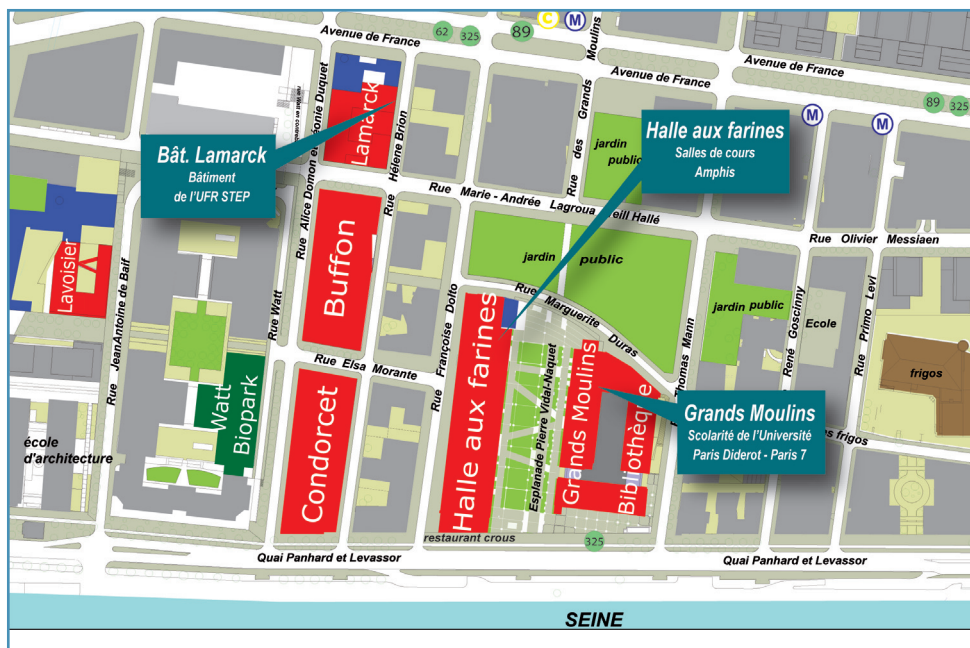 Avenue de France
62
325
89
C
M
Avenue de France
89
325
M
M
Rue des Grands Moulins
rue Watt en contreb
Rue Alice Domon et Léonie Duquet
Lamarck
Rue Hélène Brion
Bât. Lamarck
Bâtiment
de l'UFR STEP
Halle aux farines
Salles de cours
Amphis
jardin
public
Rue Marie - Andrée Lagroua Weill Hallé
Rue Olivier Messiaen
Lavoisier
Rue JeanAntoine de Baif
Rue Watt
Buffon
Rue Françoise Dolto
jardin public
Rue Marguerite Duras
Thomas Mann
jardin public
René Goscinny
Ecole
Rue Primo Levi
frigos
Rue Elsa Morante
Watt
Biopark
Condorcet
Halle aux farines
Esplanade Pierre Vidal-Naquet
Grands Moulins
Bibliothèque
Grands Moulins
Scolarité de l'Université
Paris Diderot - Paris 7
frigos
école
d'architecture
restaurant crous
325
Quai Panhard et Levassor
Quai Panhard et Levassor
SEINE